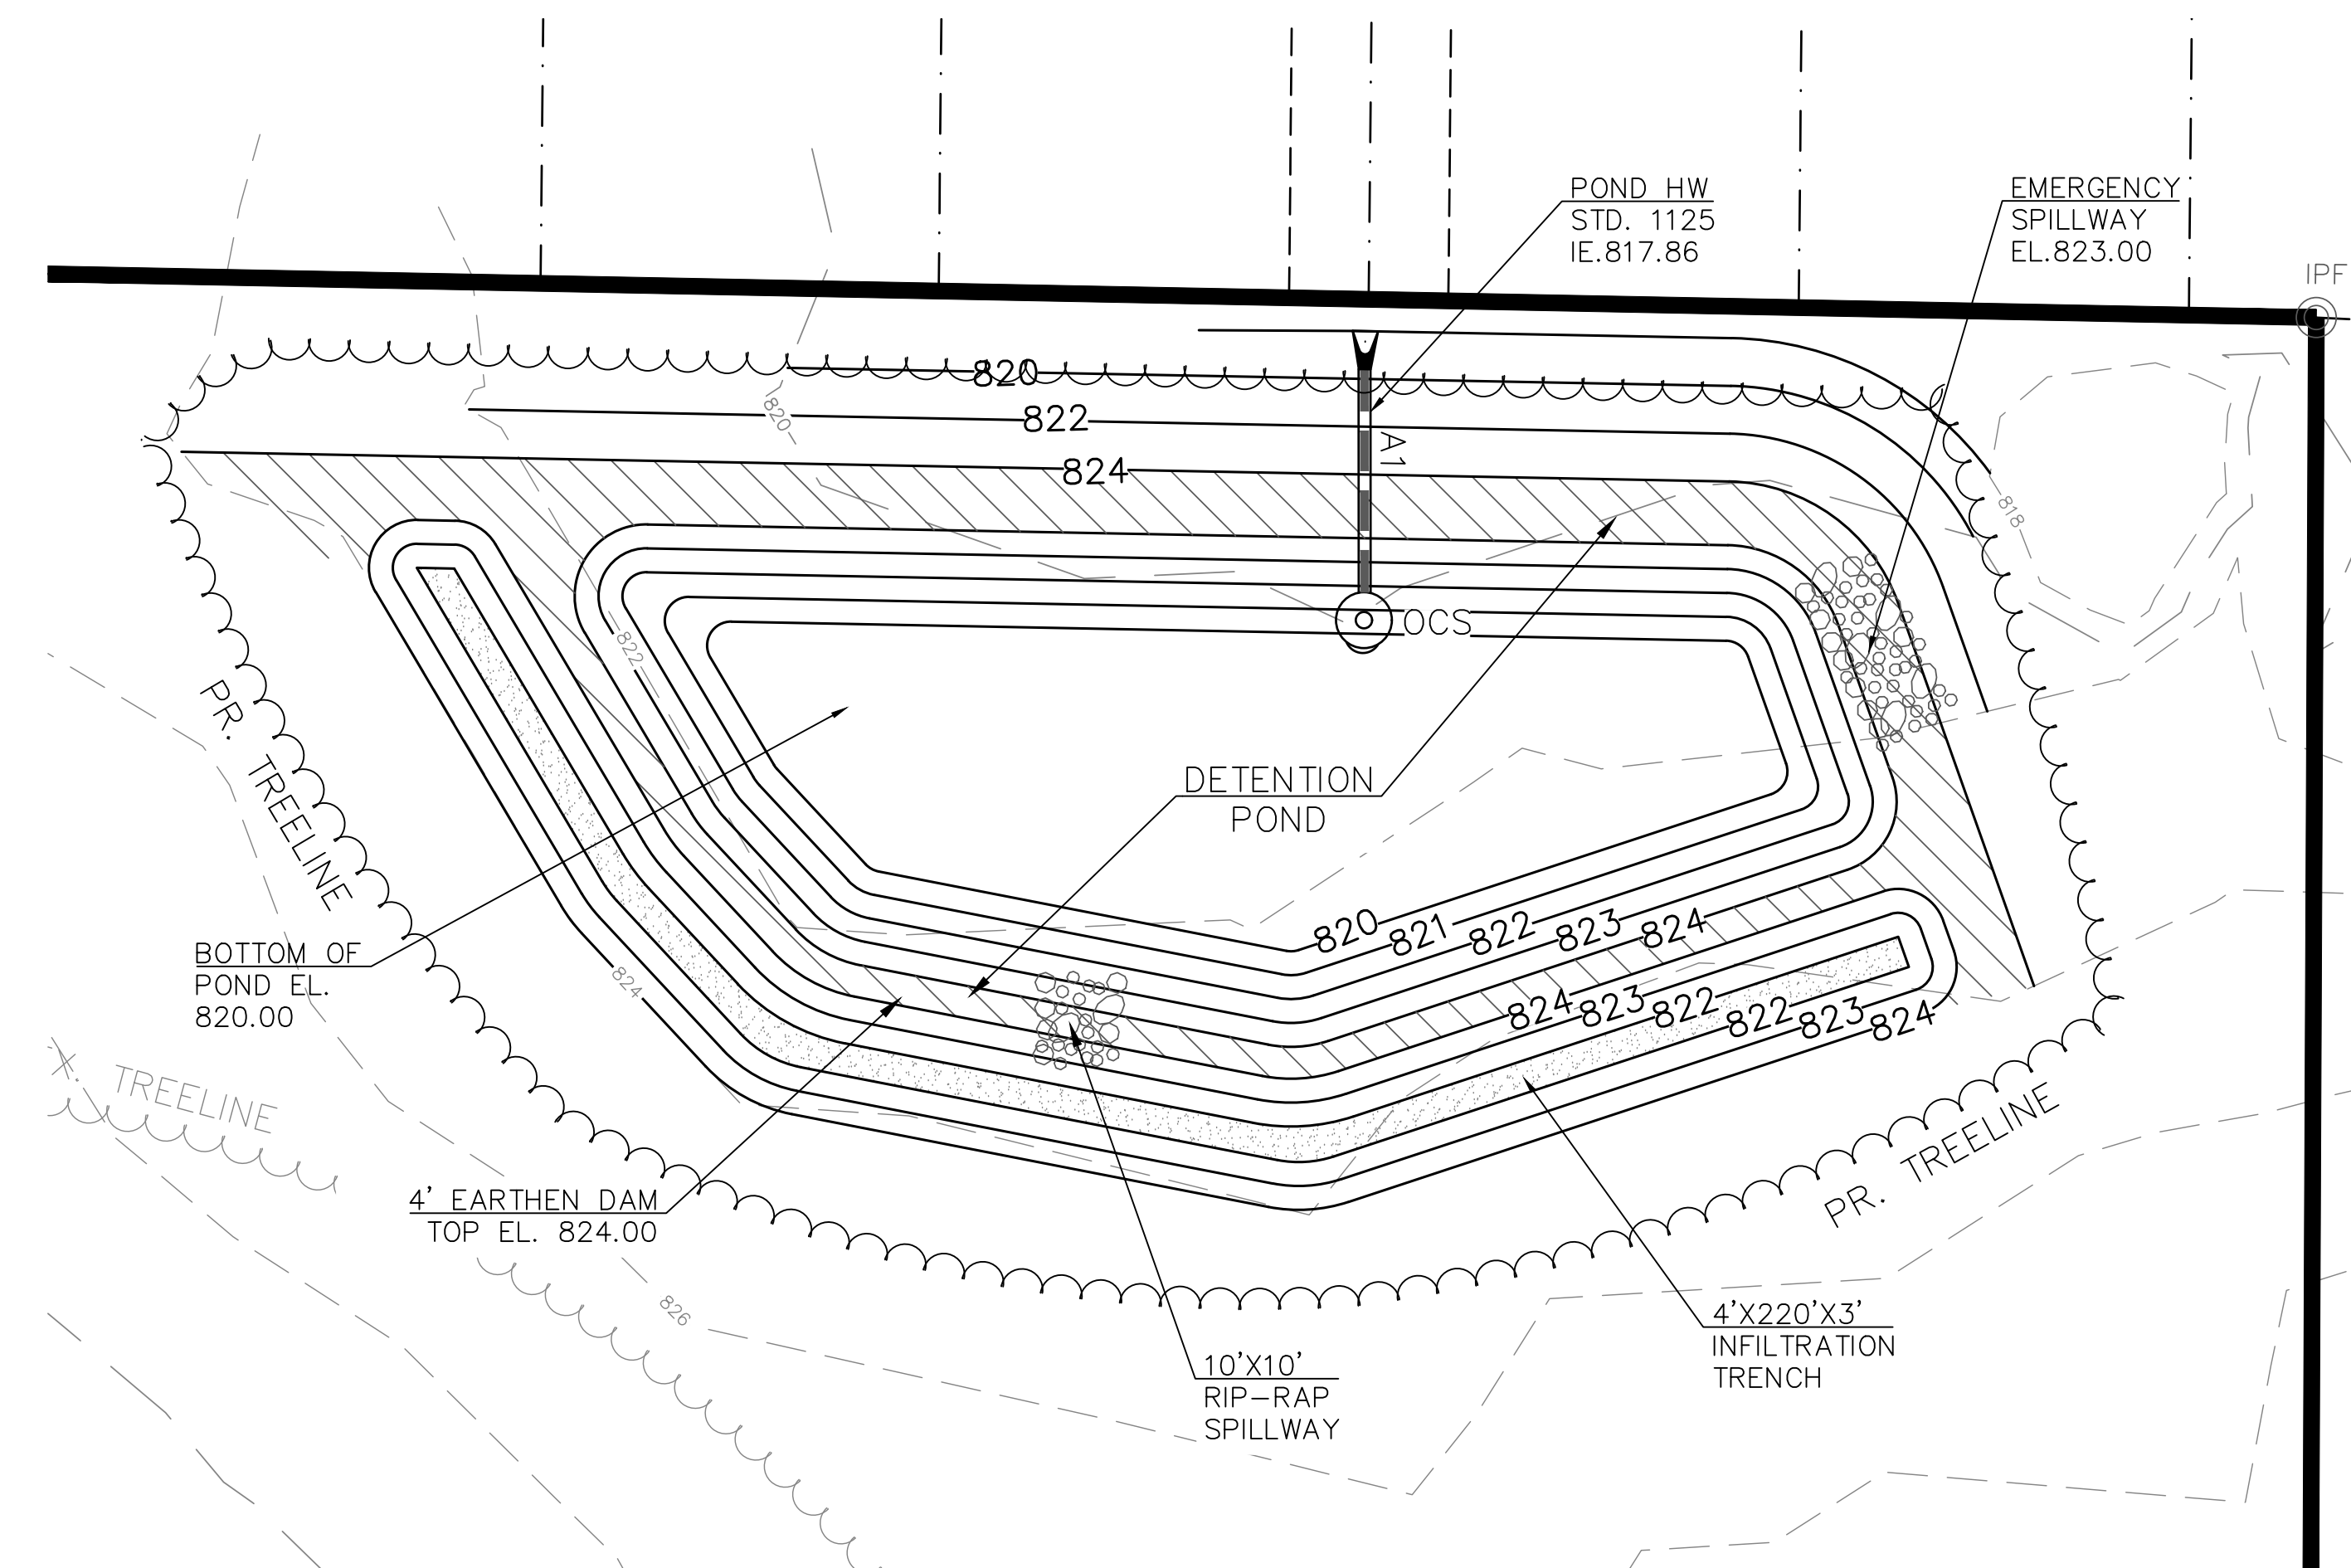 POND HW
STD. 1125
IE.817.86
EMERGENCY
SPILLWAY
EL.823.00
IPF
820
822
824
820
A1
818
OCS
822
PR. TREELINE
DETENTION
POND
820 821 822 823 824
BOTTOM OF
POND EL.
820.00
824
824 823 822 822 823 824
X. TREELINE
4' EARTHEN DAM
TOP EL. 824.00
PR. TREELINE
826
10'X10'
RIP-RAP
SPILLWAY
4'X220'X3'
INFILTRATION
TRENCH